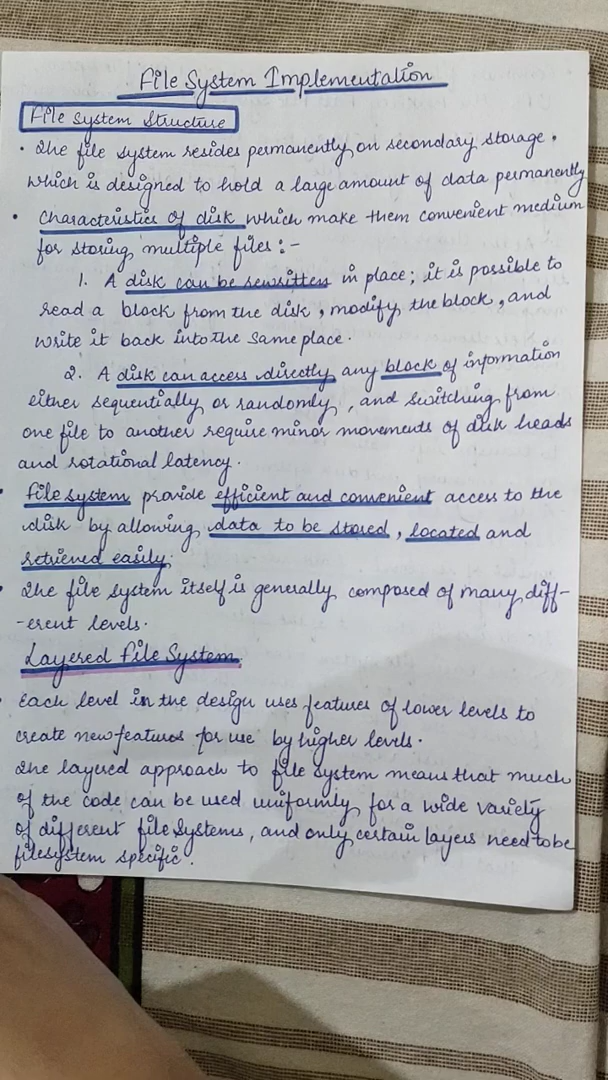 File System Implementation
File System Structure
• The file system resides permanently on secondary storage.
which is designed to hold a large amount of data permanently
• Characteristics of disk which make them convenient medium
for storing multiple files :-
1. A disk can be rewritten in place; it is possible to
read a block from the disk, modify the block, and
write it back into the same place.
2. A disk can access directly any block of information
either sequentially or randomly, and switching from
one file to another require minor movements of disk heads
and rotational latency.
• file system provide efficient and convenient access to the
disk by allowing data to be stored, located and
retrieved easily.
• The file system itself is generally composed of many diff-
-erent levels.
Layered File System
• Each level in the design uses features of lower levels to
create new features for use by higher levels.
The layered approach to file system means that much
of the code can be used uniformly for a wide variety
of different file systems, and only certain layers need to be
filesystem specific.